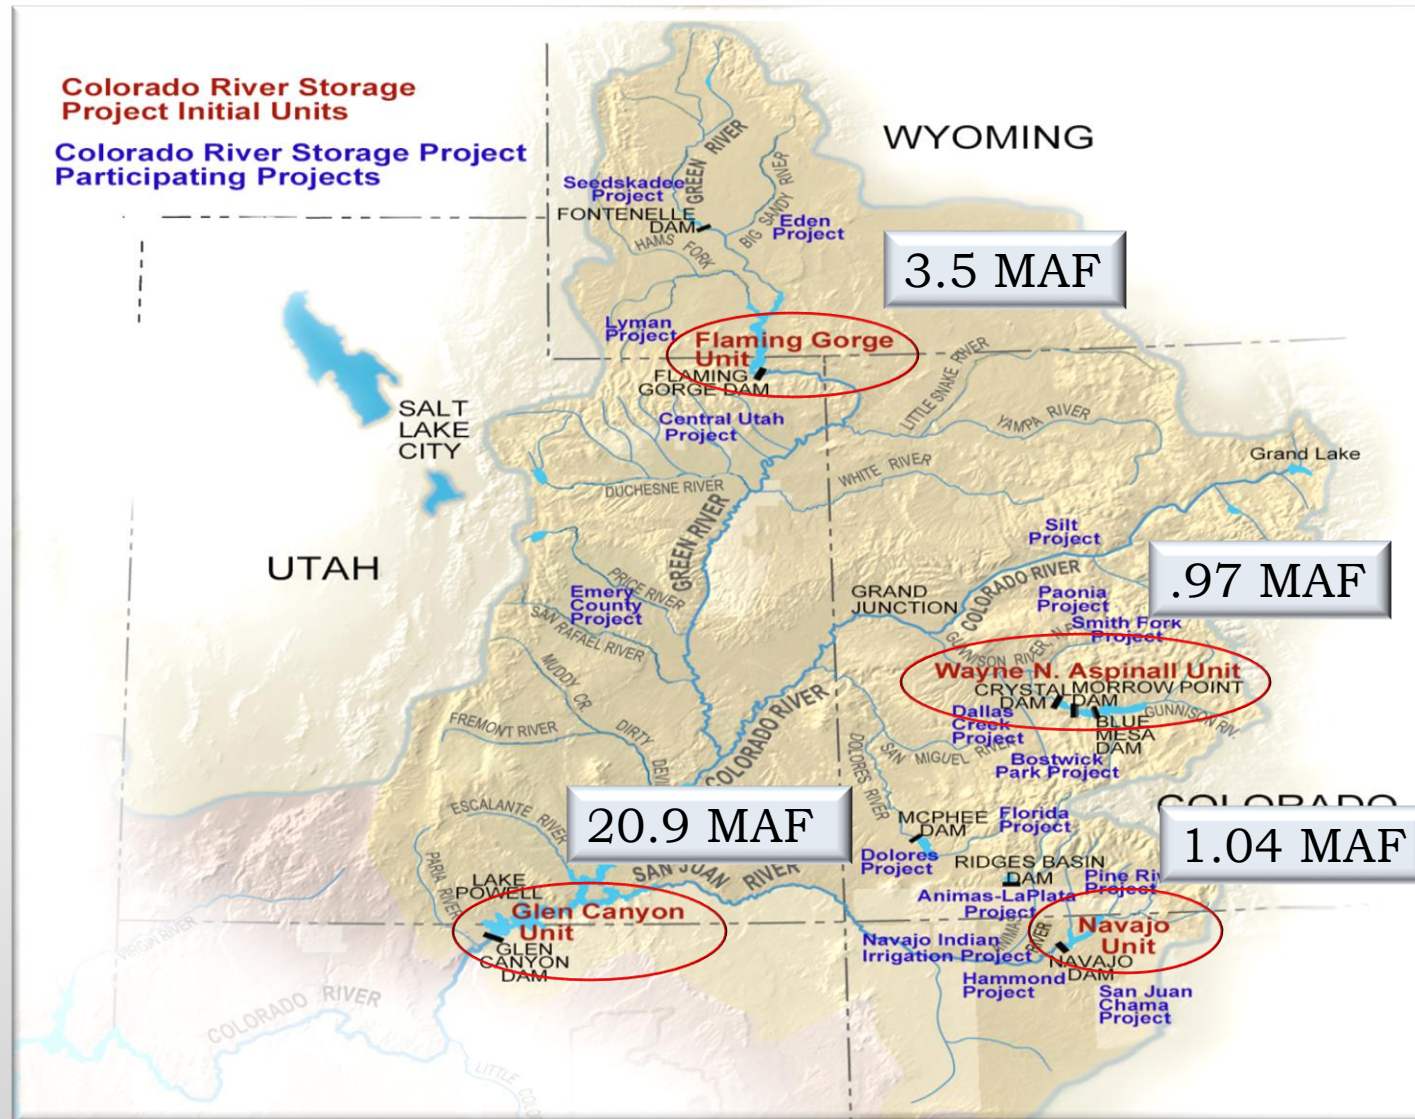 Colorado River Storage
Project Initial Units
Colorado River Storage Project
Participating Projects
WYOMING
GREEN RIVER
BIG SANDY RIVER
Seedskadee
Project
FONTENELLE
DAM
Eden
Project
HAMS FORK
3.5 MAF
Lyman
Project
Flaming Gorge
Unit
FLAMING
GORGE DAM
LITTLE SNAKE RIVER
YAMPA RIVER
SALT
LAKE
CITY
Central Utah
Project
Grand Lake
WHITE RIVER
DUCHESNE RIVER
GREEN RIVER
Silt
Project
UTAH
PRICE RIVER
Emery
County
Project
SAN RAFAEL RIVER
GRAND
JUNCTION
COLORADO RIVER
.97 MAF
Paonia
Project
Smith Fork
Project
GUNNISON RIVER, N.F.
Wayne N. Aspinall Unit
CRYSTAL
DAM
MORROW POINT
DAM
BLUE
MESA
DAM
GUNNISON RIV.
MUDDY CR
Dallas
Creek
Project
FREMONT RIVER
DIRTY
COLORADO RIVER
DOLORES RIVER
SAN MIGUEL RIVER
Bostwick
Park Project
COLORADO
ESCALANTE RIVER
20.9 MAF
MCPHEE
DAM
Florida
Project
1.04 MAF
PARIA RIVER
LAKE
POWELL
SAN JUAN RIVER
Dolores
Project
RIDGES BASIN
DAM
Pine Riv
Project
Animas-LaPlata
Project
Glen Canyon
Unit
GLEN
CANYON
DAM
ANIMAS RIVER
Navajo
Unit
NAVAJO
DAM
Navajo Indian
Irrigation Project
Hammond
Project
San Juan
Chama
Project
VIRGIN RIVER
COLORADO RIVER
LITTLE COLO